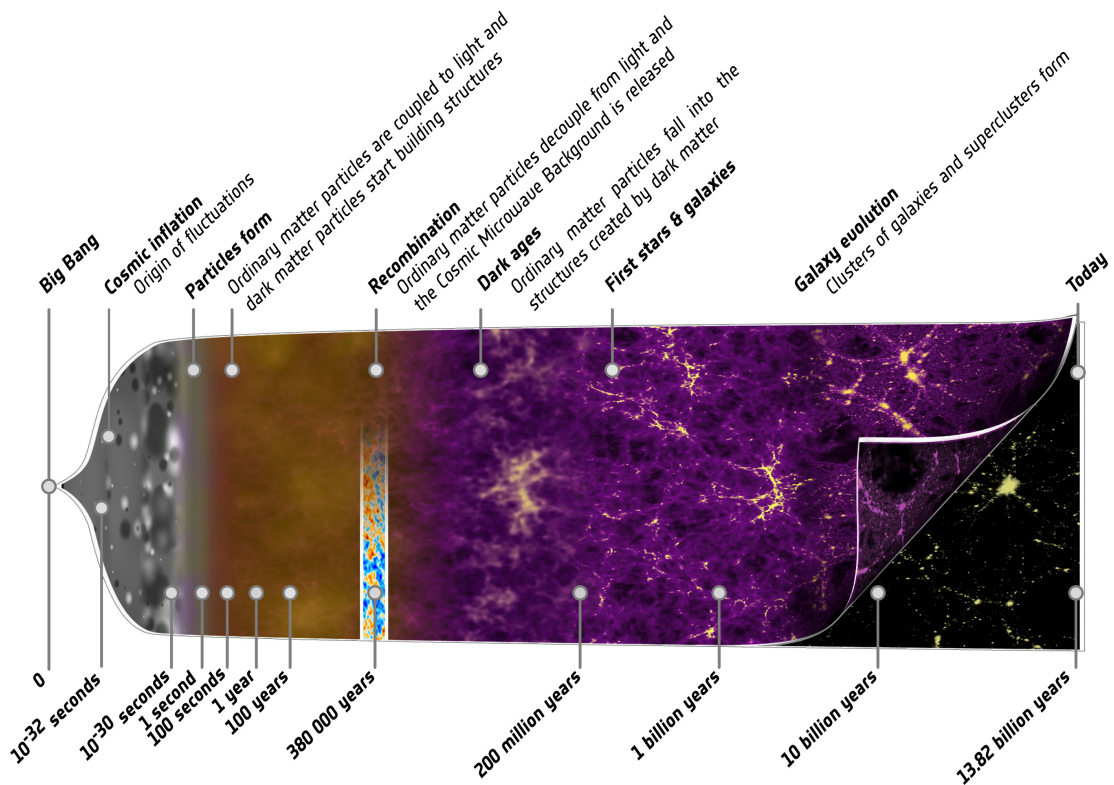 Big Bang
Cosmic inflation
Origin of fluctuations
Particles form
Ordinary matter particles are coupled to light and
dark matter particles start building structures
Recombination
Ordinary matter particles decouple from light and
the Cosmic Microwave Background is released
Dark ages
Ordinary matter particles fall into the
structures created by dark matter
First stars & galaxies
Galaxy evolution
Clusters of galaxies and superclusters form
Today
0
10-32 seconds
10-30 seconds
1 second
100 seconds
1 year
100 years
380 000 years
200 million years
1 billion years
10 billion years
13.82 billion years